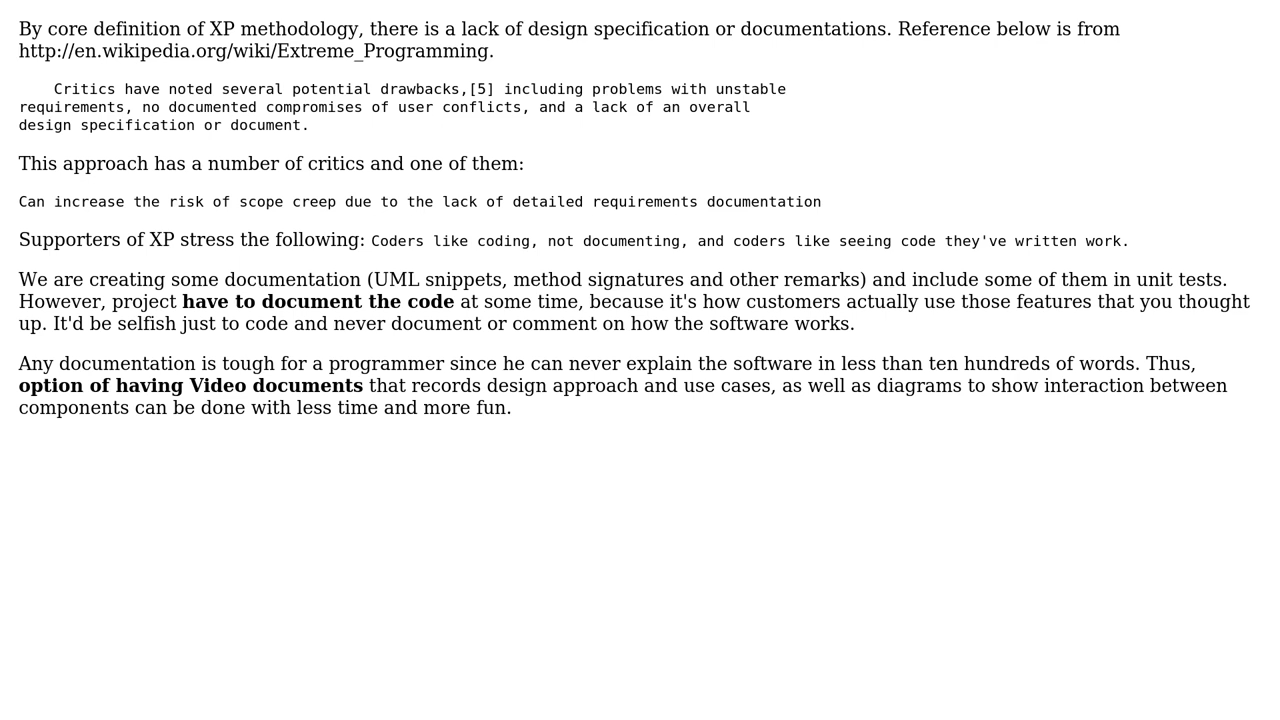 By core definition of XP methodology, there is a lack of design specification or documentations. Reference below is from
http://en.wikipedia.org/wiki/Extreme_Programming.
Critics have noted several potential drawbacks,[5] including problems with unstable
requirements, no documented compromises of user conflicts, and a lack of an overall
design specification or document.
This approach has a number of critics and one of them:
Can increase the risk of scope creep due to the lack of detailed requirements documentation
Supporters of XP stress the following: Coders like coding, not documenting, and coders like seeing code they've written work.
We are creating some documentation (UML snippets, method signatures and other remarks) and include some of them in unit tests.
However, project have to document the code at some time, because it's how customers actually use those features that you thought
up. It'd be selfish just to code and never document or comment on how the software works.
Any documentation is tough for a programmer since he can never explain the software in less than ten hundreds of words. Thus,
option of having Video documents that records design approach and use cases, as well as diagrams to show interaction between
components can be done with less time and more fun.